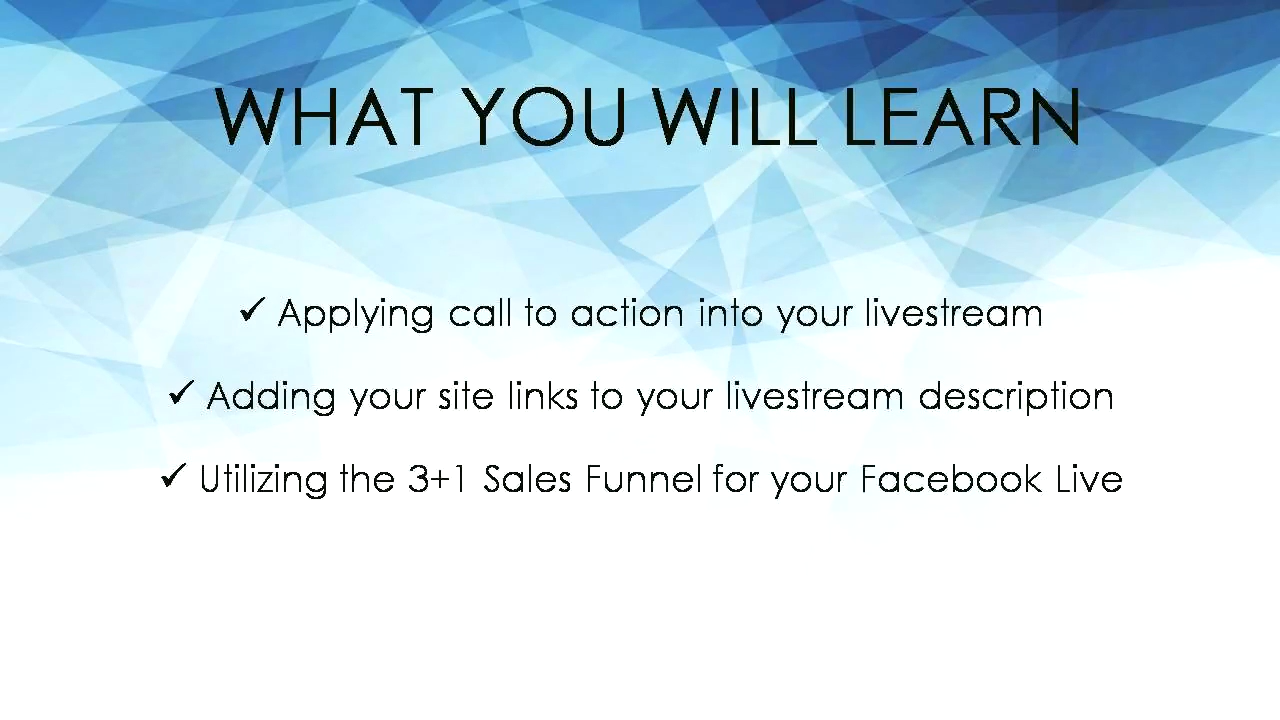 WHAT YOU WILL LEARN
✓ Applying call to action into your livestream
✓ Adding your site links to your livestream description
✓ Utilizing the 3+1 Sales Funnel for your Facebook Live